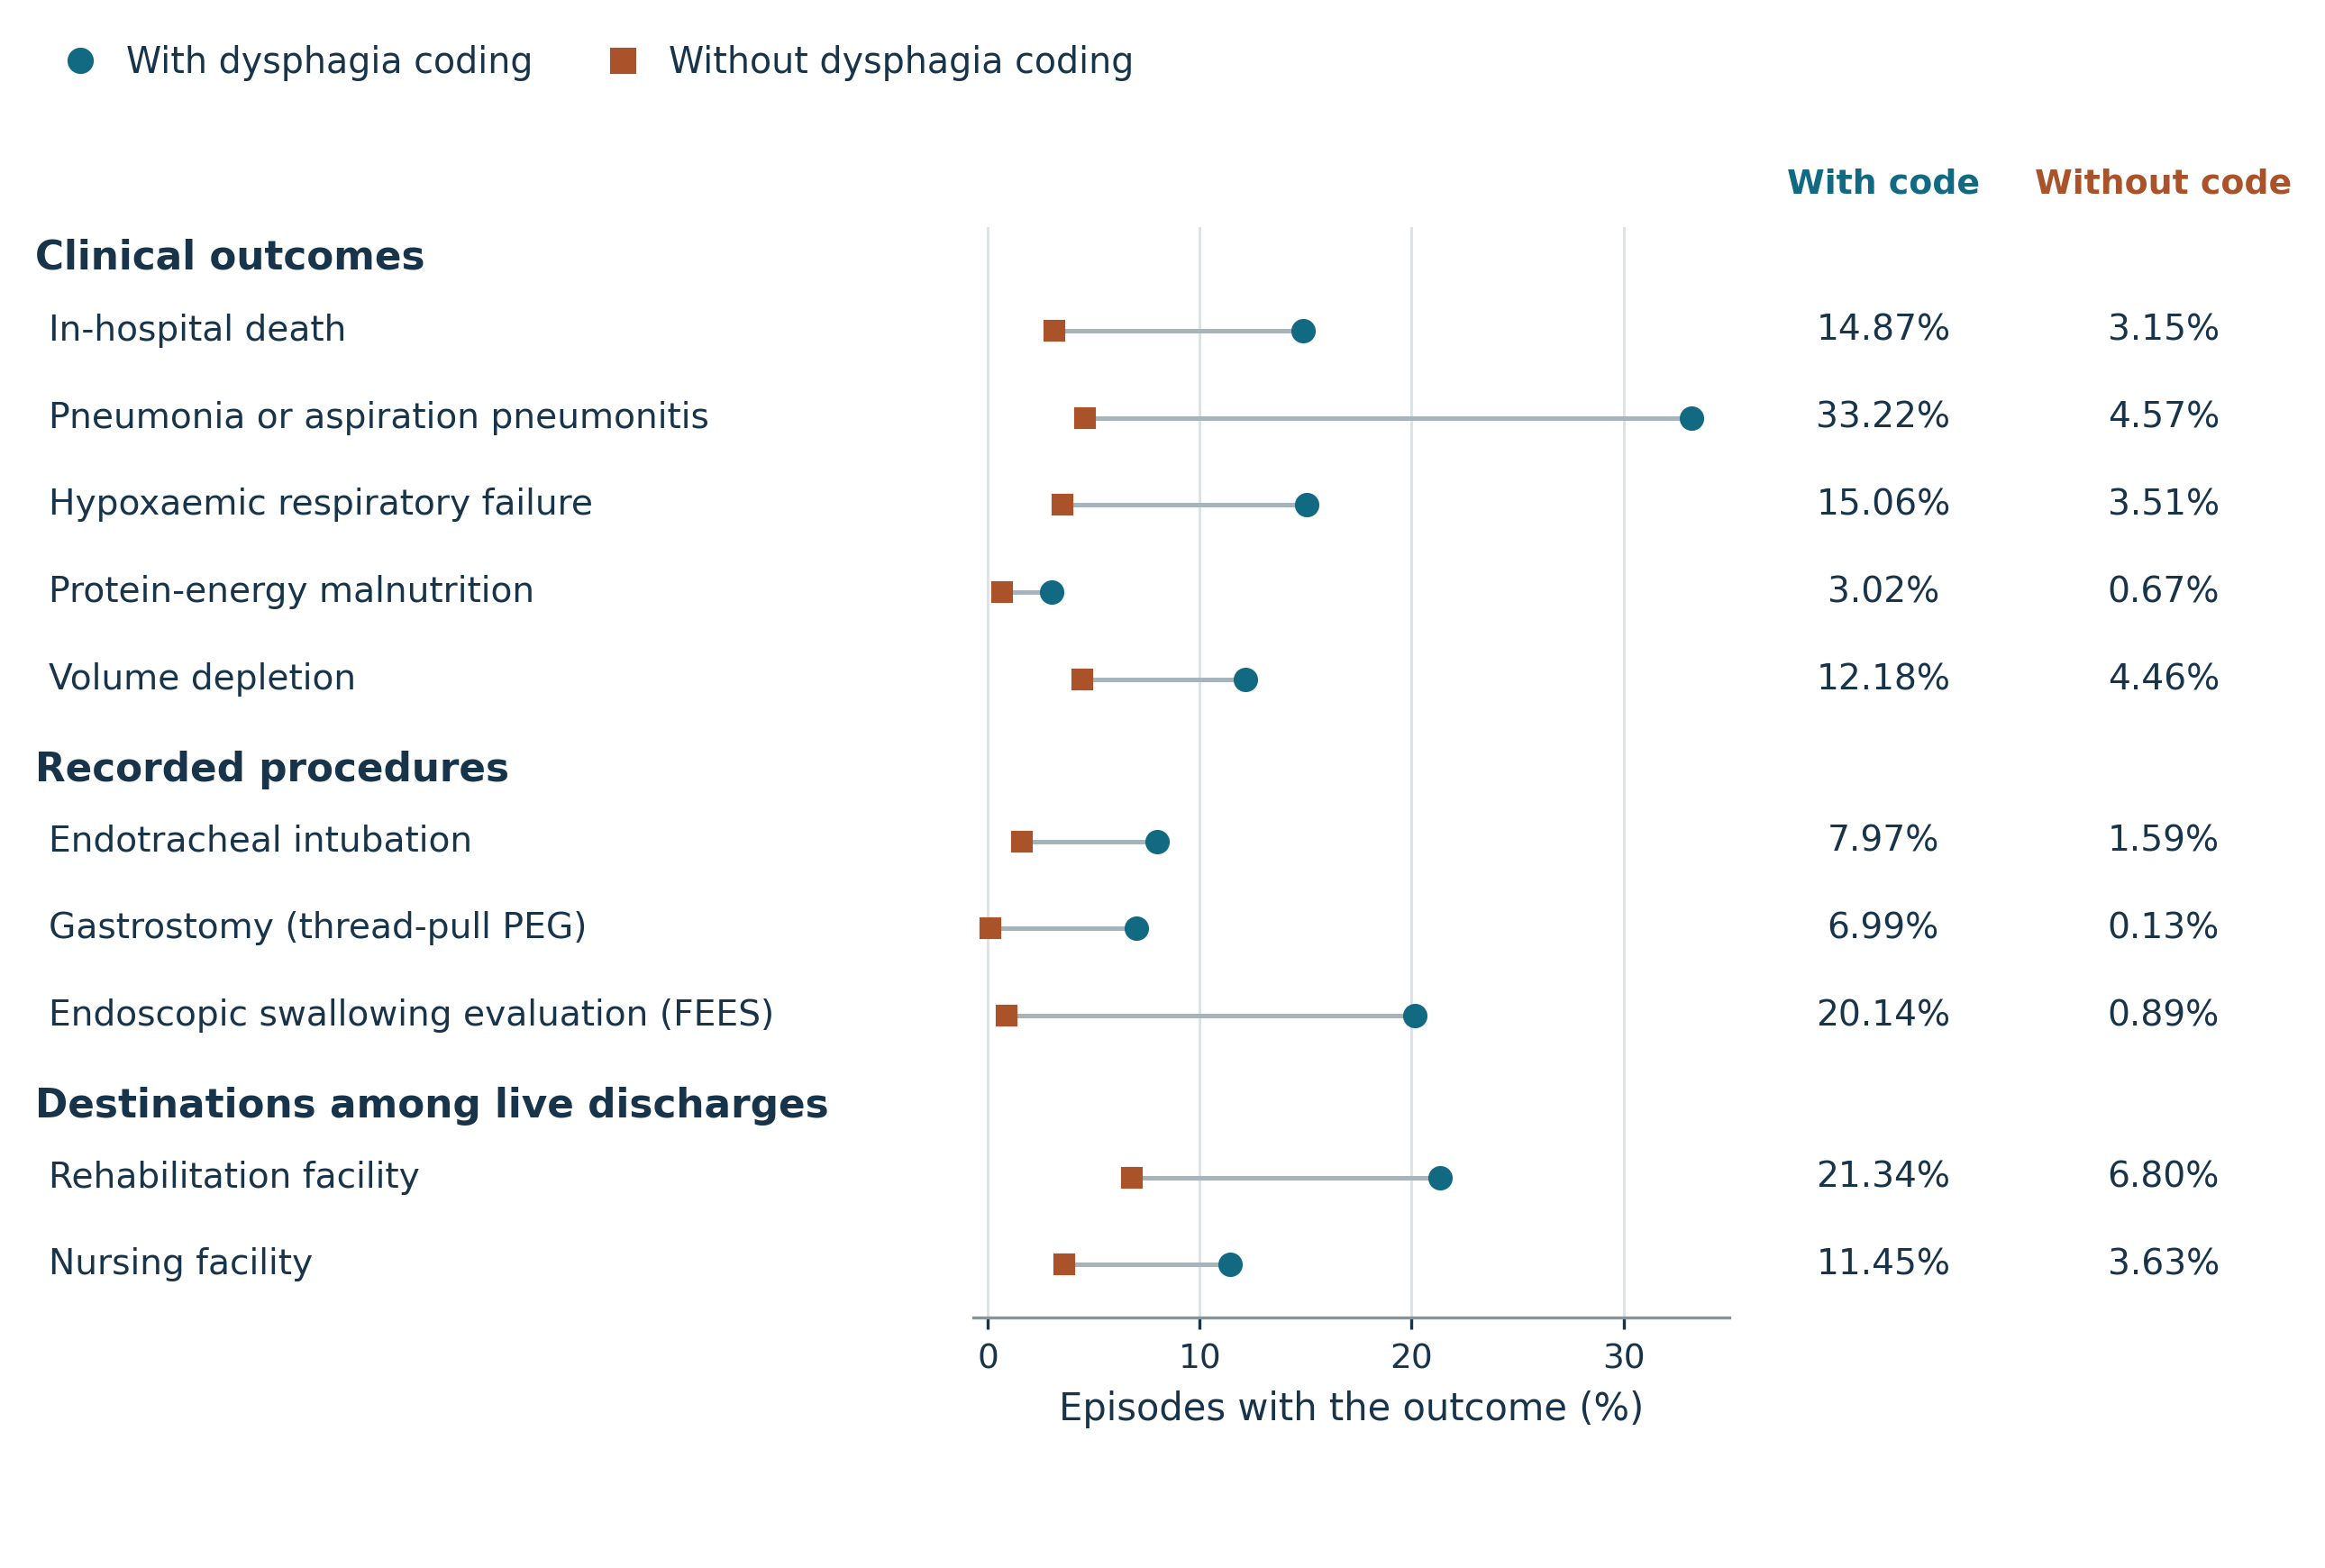 With dysphagia coding Without dysphagia coding
With code Without code
Clinical outcomes
In-hospital death 14.87% 3.15%
Pneumonia or aspiration pneumonitis 33.22% 4.57%
Hypoxaemic respiratory failure 15.06% 3.51%
Protein-energy malnutrition 3.02% 0.67%
Volume depletion 12.18% 4.46%
Recorded procedures
Endotracheal intubation 7.97% 1.59%
Gastrostomy (thread-pull PEG) 6.99% 0.13%
Endoscopic swallowing evaluation (FEES) 20.14% 0.89%
Destinations among live discharges
Rehabilitation facility 21.34% 6.80%
Nursing facility 11.45% 3.63%
0 10 20 30
Episodes with the outcome (%)